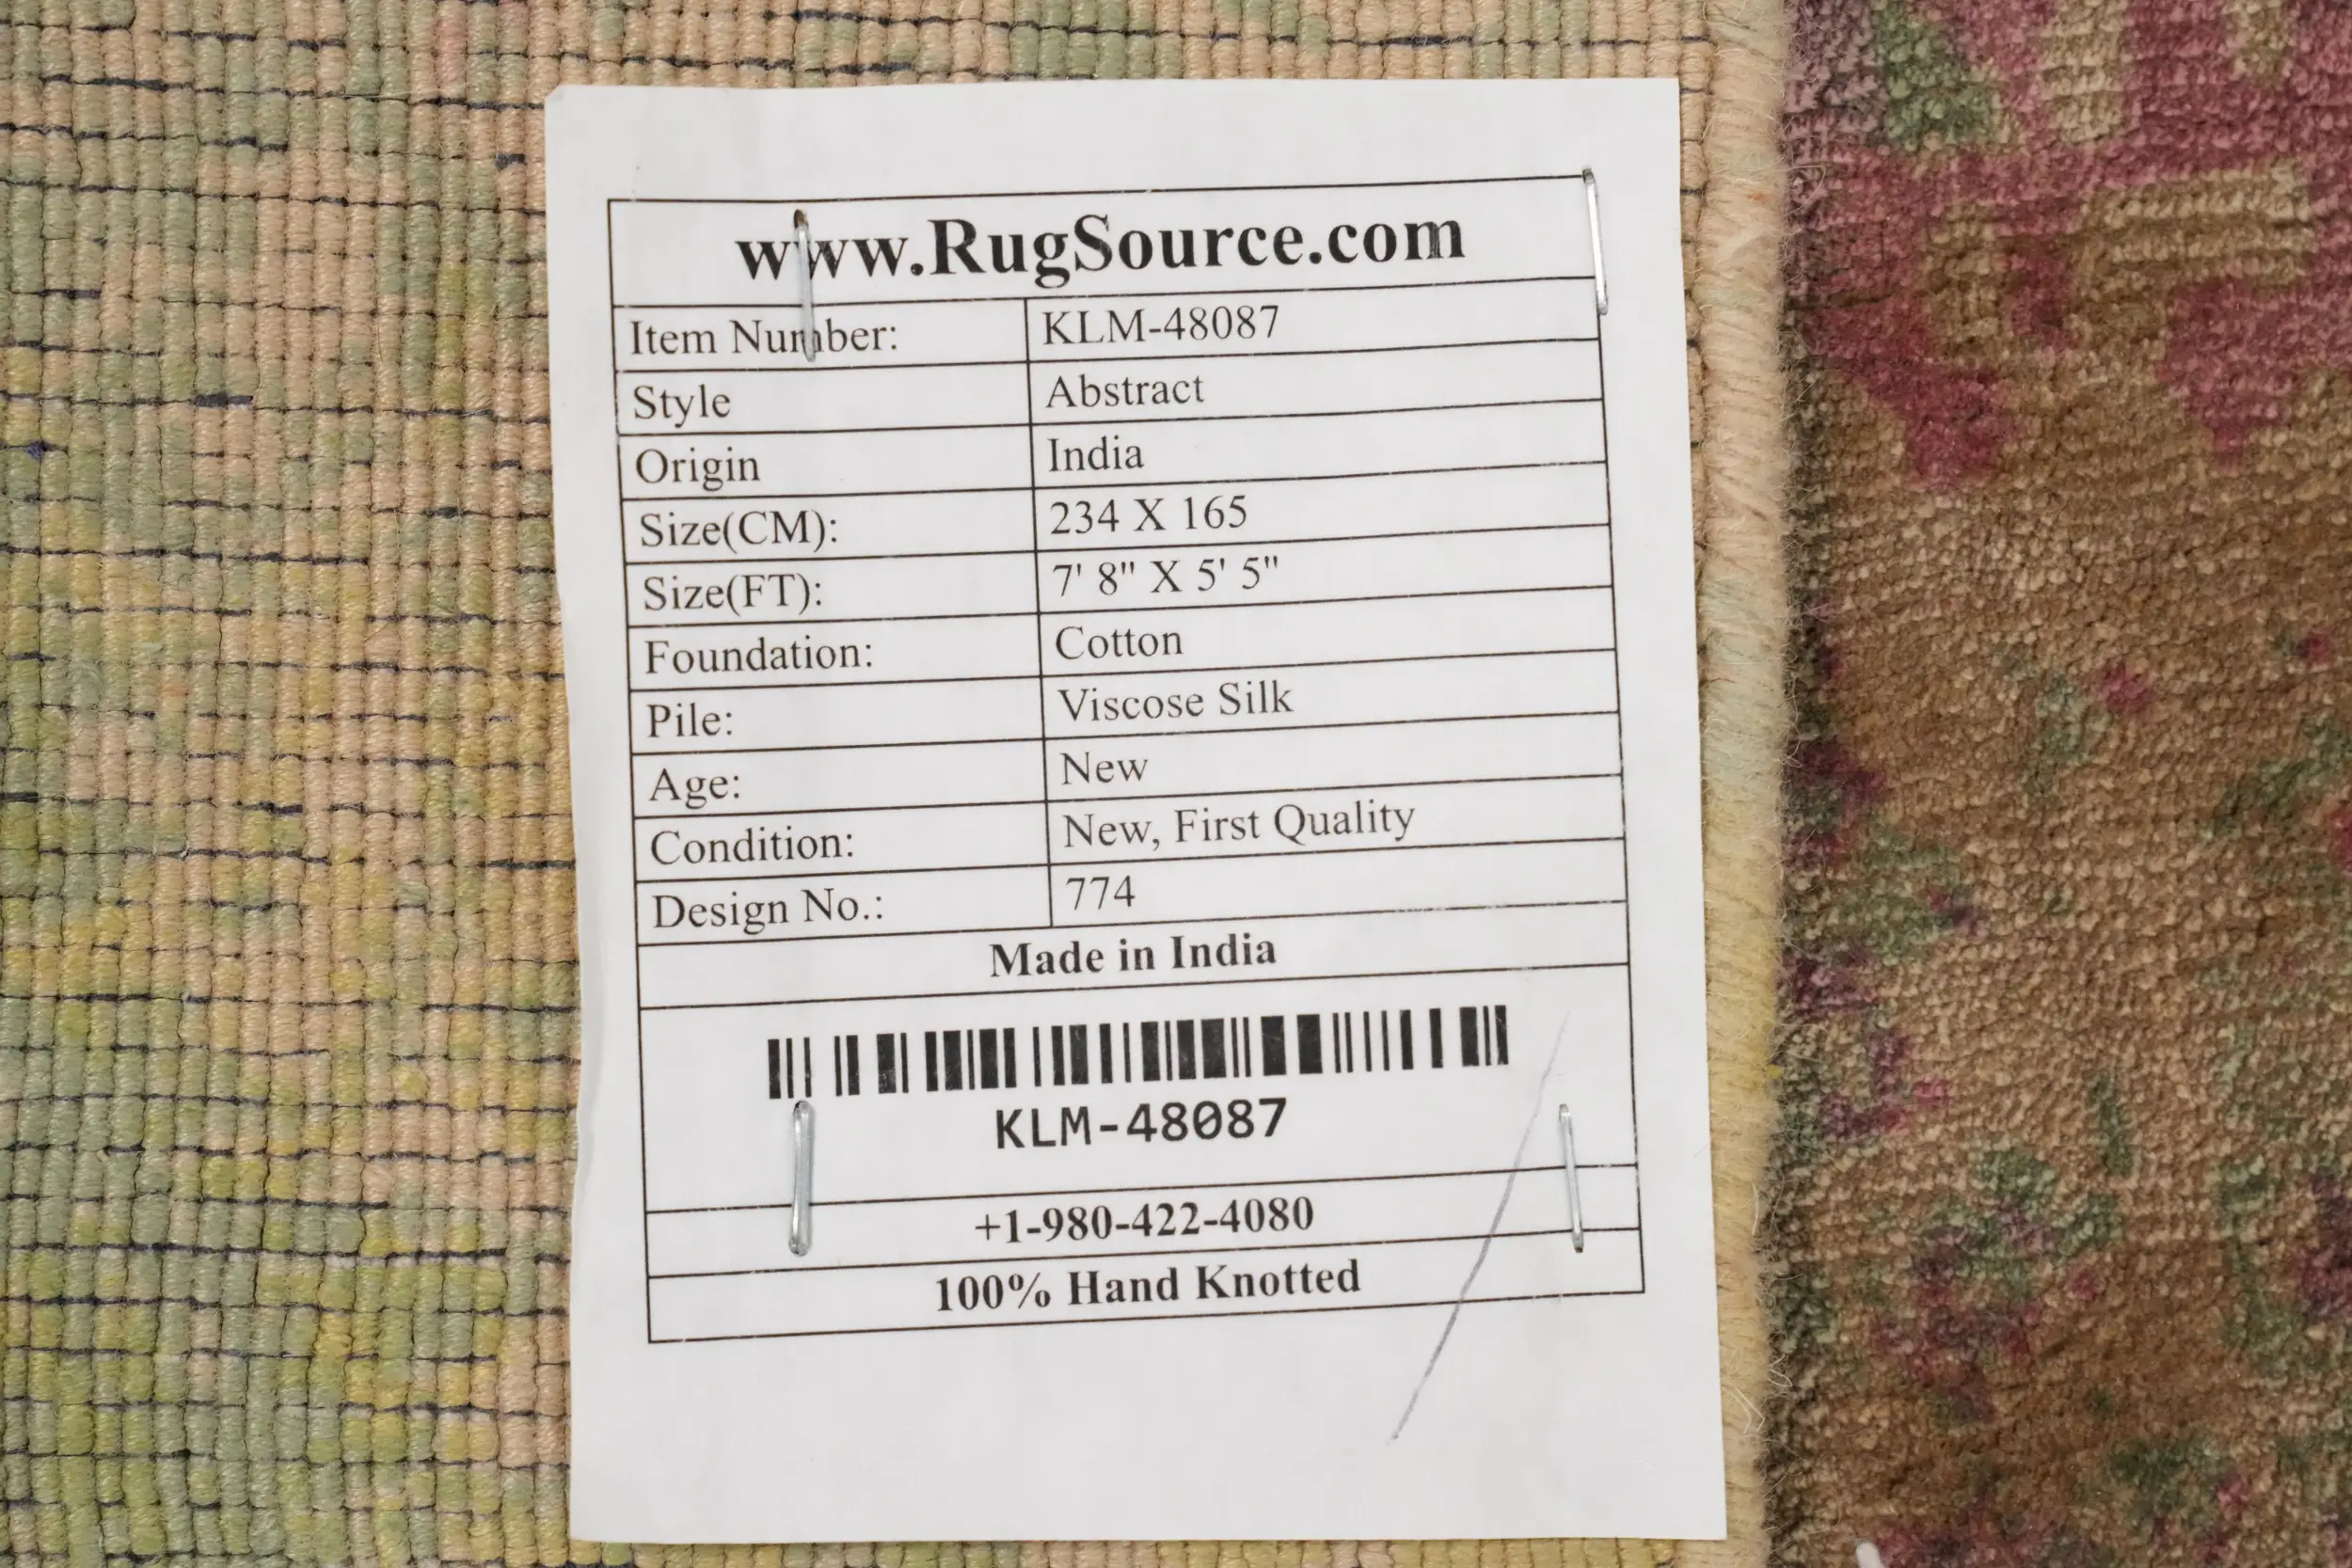 www.RugSource.com
Item Number: KLM-48087
Style Abstract
Origin India
Size(CM): 234 X 165
Size(FT): 7' 8" X 5' 5"
Foundation: Cotton
Pile: Viscose Silk
Age: New
Condition: New, First Quality
Design No.: 774
Made in India
KLM-48087
+1-980-422-4080
100% Hand Knotted